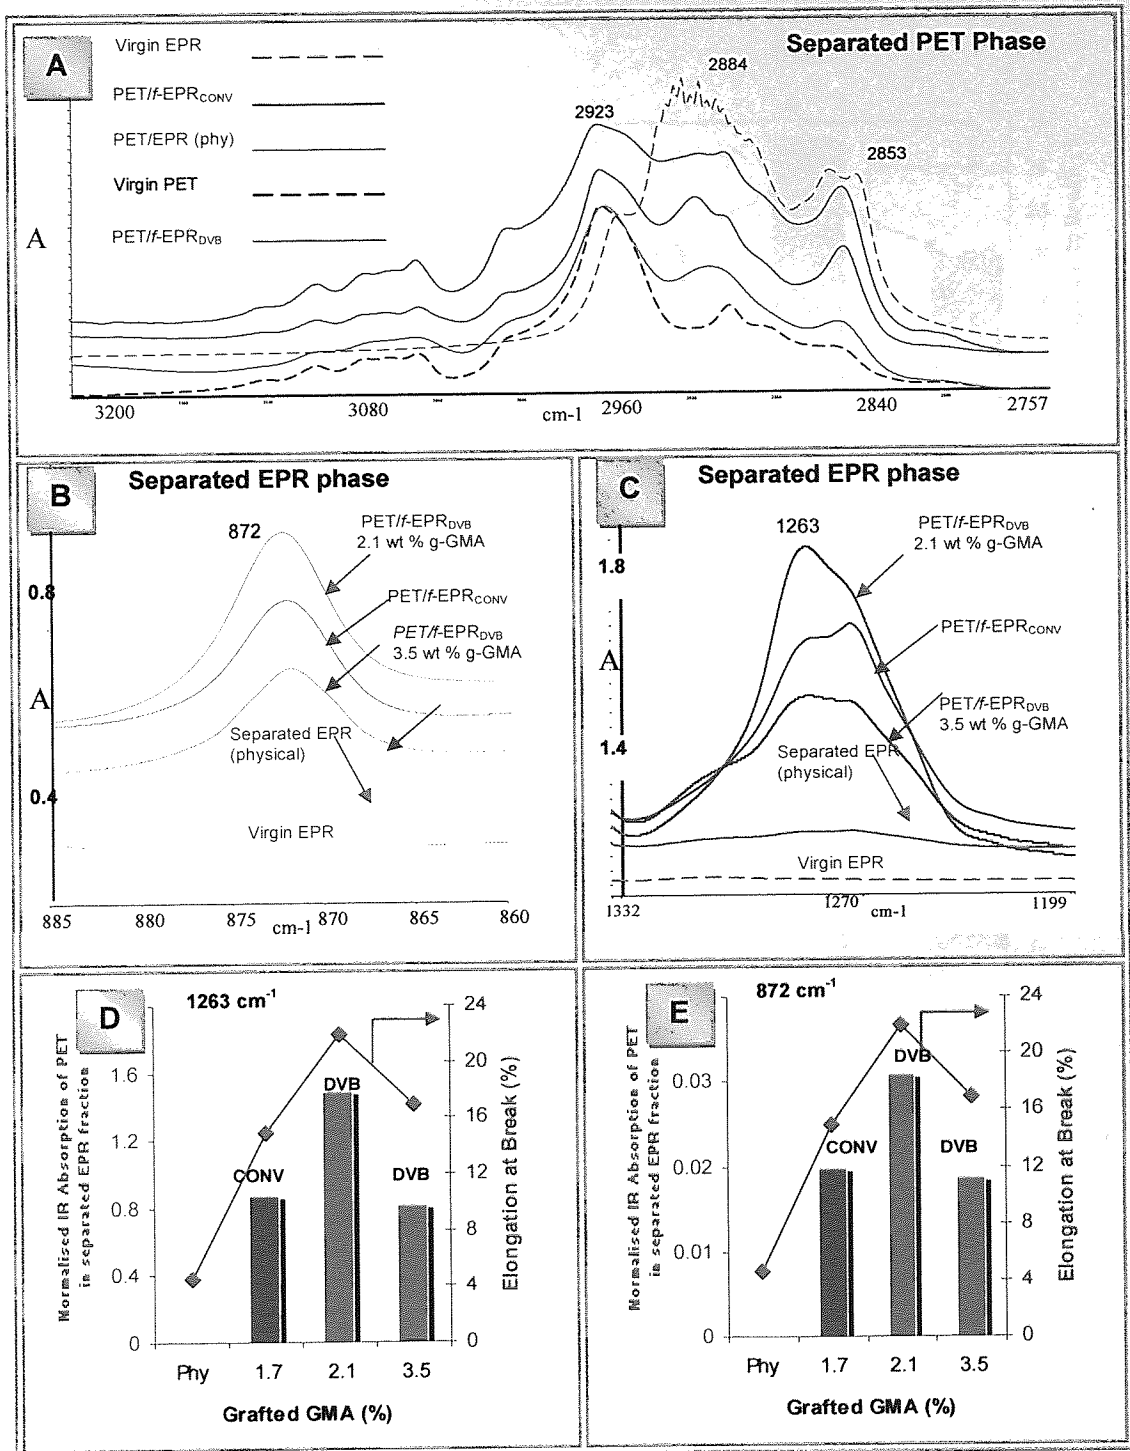 A
Separated PET Phase
Virgin EPR
PET/f-EPRCONV
PET/EPR (phy)
Virgin PET
PET/f-EPRDVB
2884
2923
2853
A
3200
3080
cm-1
2960
2840
2757
B
Separated EPR phase
872
PET/f-EPRDVB
2.1 wt % g-GMA
PET/f-EPRCONV
PET/f-EPRDVB
3.5 wt % g-GMA
0.8
A
0.4
Separated EPR
(physical)
Virgin EPR
885
880
875
cm-1
870
865
860
C
Separated EPR phase
1263
PET/f-EPRDVB
2.1 wt % g-GMA
PET/f-EPRCONV
PET/f-EPRDVB
3.5 wt % g-GMA
1.8
A
1.4
Separated EPR
(physical)
Virgin EPR
1332
1270
cm-1
1199
D
1263 cm-1
Normalised IR Absorption of PET
in separated EPR fraction
1.6
1.2
0.8
0.4
0
CONV
DVB
DVB
24
20
16
12
8
4
0
Elongation at Break (%)
Phy
1.7
2.1
3.5
Grafted GMA (%)
E
872 cm-1
Normalised IR Absorption of PET
in separated EPR fraction
0.03
0.02
0.01
0
CONV
DVB
DVB
24
20
16
12
8
4
0
Elongation at Break (%)
Phy
1.7
2.1
3.5
Grafted GMA (%)